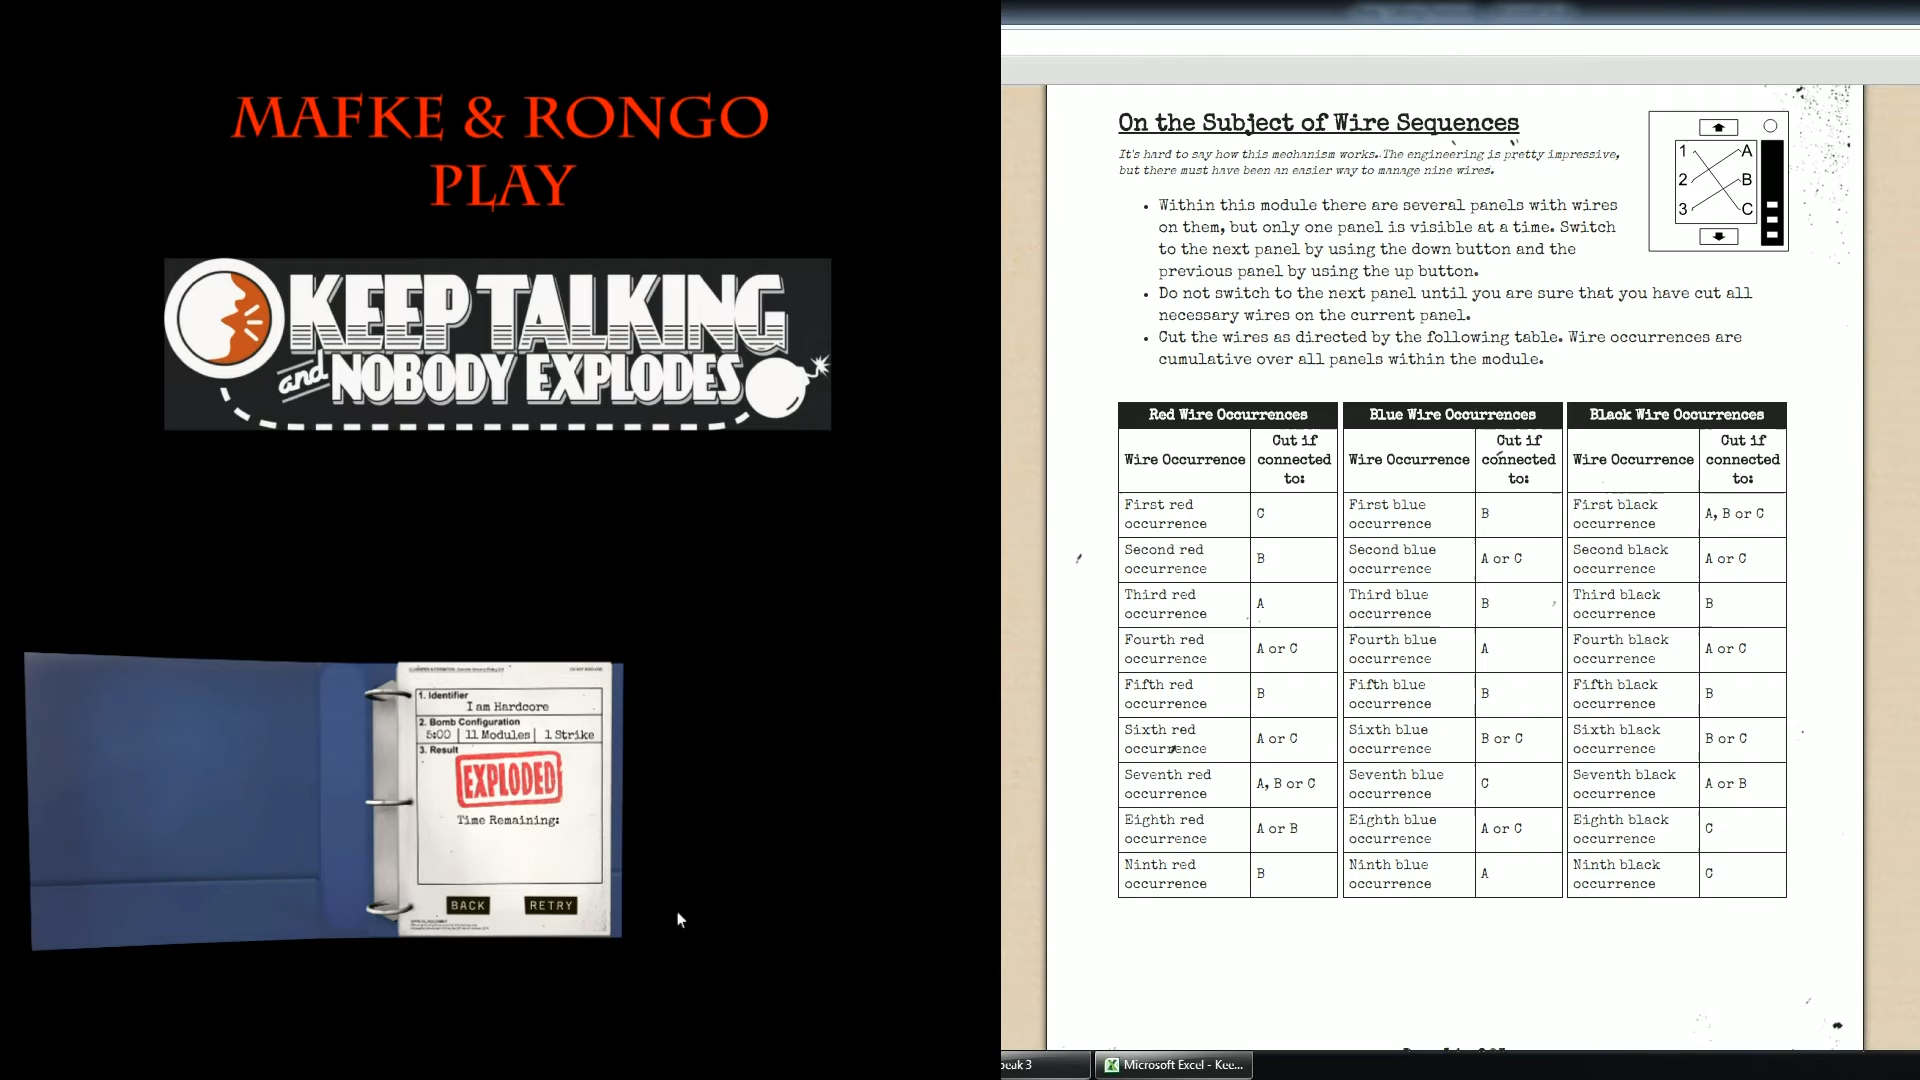 MAFKE & RONGO
PLAY
KEEP TALKING
and NOBODY EXPLODES
1. Identifier
I am Hardcore
2. Bomb Configuration
5:00 | 11 Modules | 1 Strike
3. Result
EXPLODED
Time Remaining:
BACK RETRY
On the Subject of Wire Sequences
It's hard to say how this mechanism works. The engineering is pretty impressive,
but there must have been an easier way to manage nine wires.
1 A
2 B
3 C
• Within this module there are several panels with wires
on them, but only one panel is visible at a time. Switch
to the next panel by using the down button and the
previous panel by using the up button.
• Do not switch to the next panel until you are sure that you have cut all
necessary wires on the current panel.
• Cut the wires as directed by the following table. Wire occurrences are
cumulative over all panels within the module.
Red Wire Occurrences
Wire Occurrence
Cut if
connected
to:
First red
occurrence
C
Second red
occurrence
B
Third red
occurrence
A
Fourth red
occurrence
A or C
Fifth red
occurrence
B
Sixth red
occurrence
A or C
Seventh red
occurrence
A, B or C
Eighth red
occurrence
A or B
Ninth red
occurrence
B
Blue Wire Occurrences
Wire Occurrence
Cut if
connected
to:
First blue
occurrence
B
Second blue
occurrence
A or C
Third blue
occurrence
B
Fourth blue
occurrence
A
Fifth blue
occurrence
B
Sixth blue
occurrence
B or C
Seventh blue
occurrence
C
Eighth blue
occurrence
A or C
Ninth blue
occurrence
A
Black Wire Occurrences
Wire Occurrence
Cut if
connected
to:
First black
occurrence
A, B or C
Second black
occurrence
A or C
Third black
occurrence
B
Fourth black
occurrence
A or C
Fifth black
occurrence
B
Sixth black
occurrence
B or C
Seventh black
occurrence
A or B
Eighth black
occurrence
C
Ninth black
occurrence
C
peak 3
Microsoft Excel - Kee...